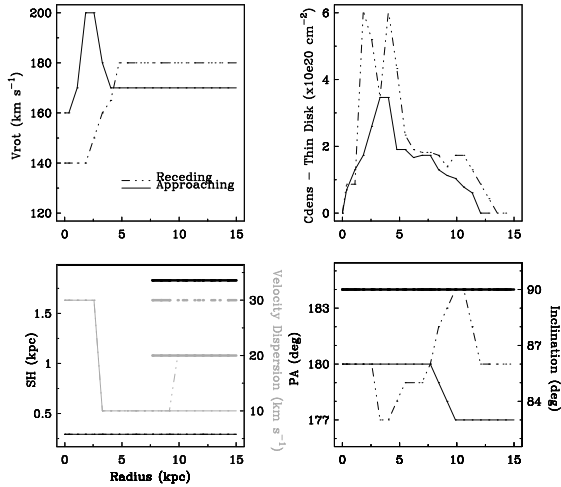 200
180
160
140
120
Vrot (km s⁻¹)
Receding
Approaching
0 5 10 15
6
4
2
0
Cdens – Thin Disk (x10e20 cm⁻²)
0 5 10 15
1.5
1
0.5
SH (kpc)
30
20
10
Velocity Dispersion (km s⁻¹)
0 5 10 15
Radius (kpc)
183
180
177
PA (deg)
90
86
84
Inclination (deg)
0 5 10 15